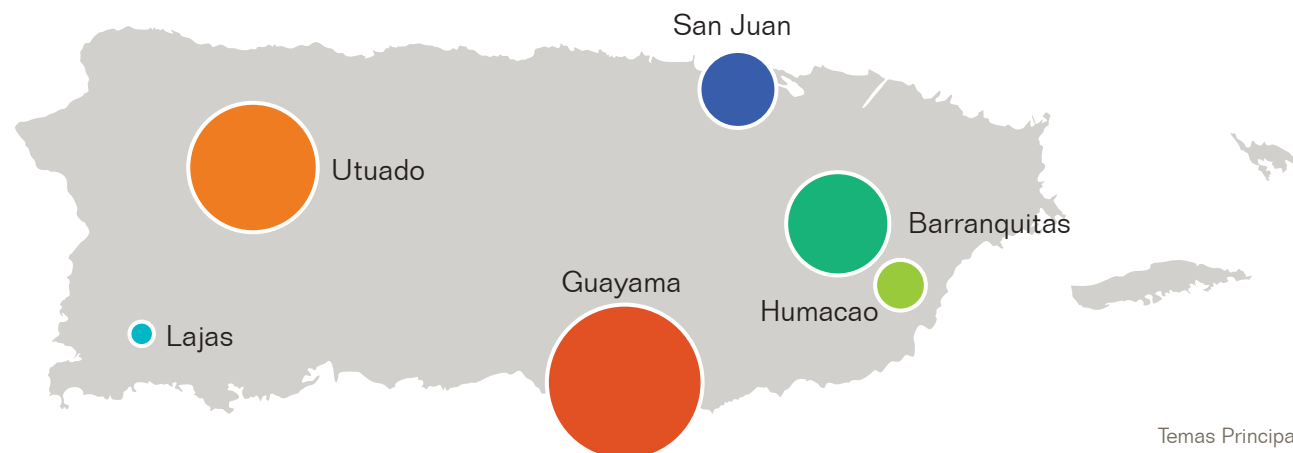 San Juan
Utuado
Barranquitas
Guayama
Humacao
Lajas
Temas Principa